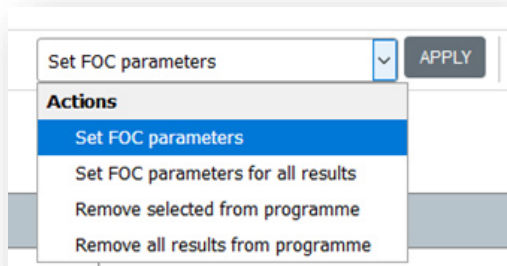 Set FOC parameters APPLY
Actions
Set FOC parameters
Set FOC parameters for all results
Remove selected from programme
Remove all results from programme